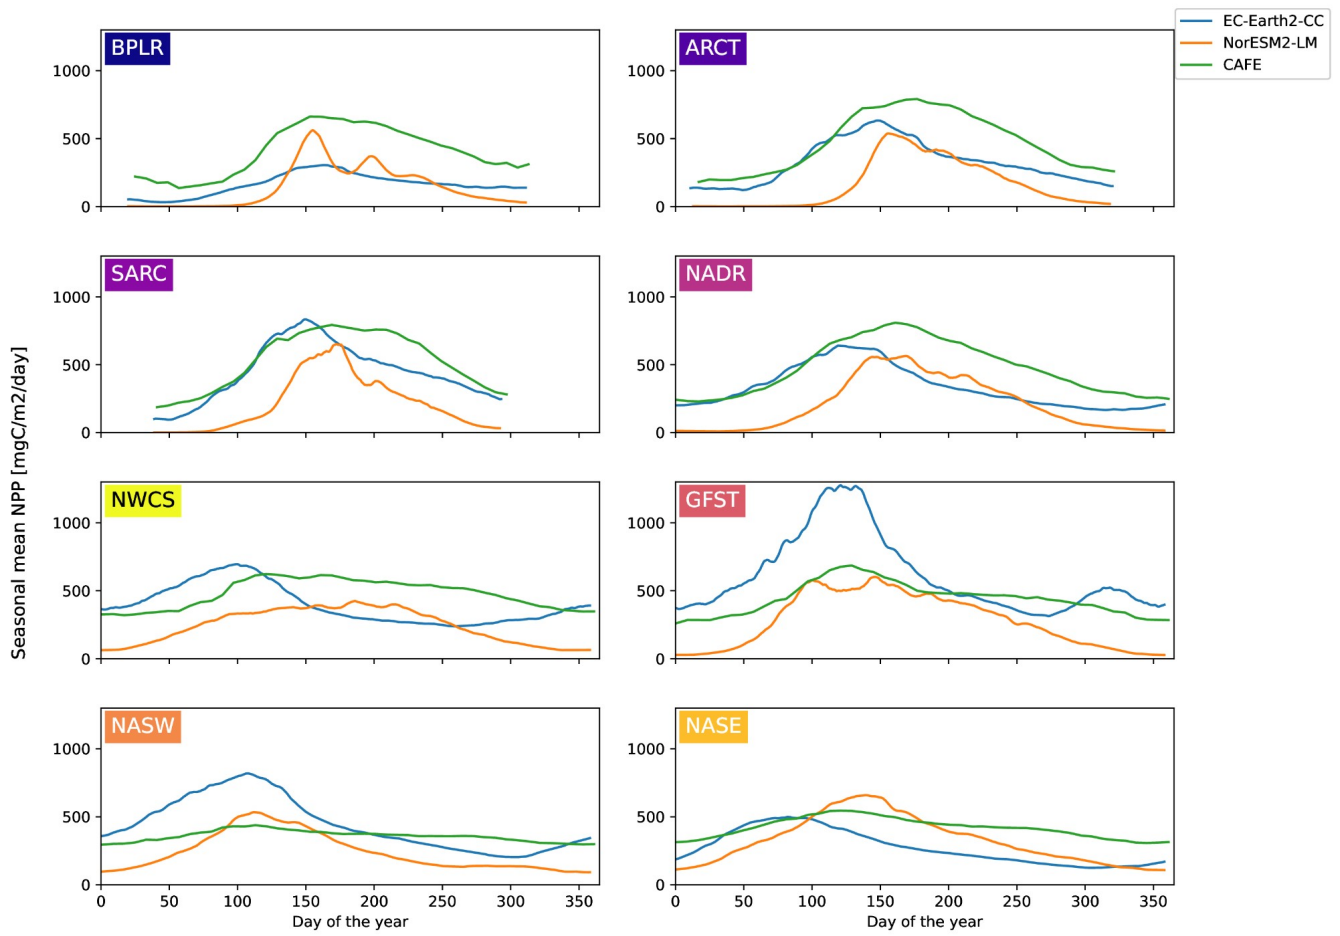 EC-Earth2-CC
NorESM2-LM
CAFE
BPLR
1000
500
0
ARCT
1000
500
0
SARC
1000
500
0
NADR
1000
500
0
NWCS
1000
500
0
GFST
1000
500
0
NASW
1000
500
0
0 50 100 150 200 250 300 350
Day of the year
NASE
1000
500
0
0 50 100 150 200 250 300 350
Day of the year
Seasonal mean NPP [mgC/m2/day]